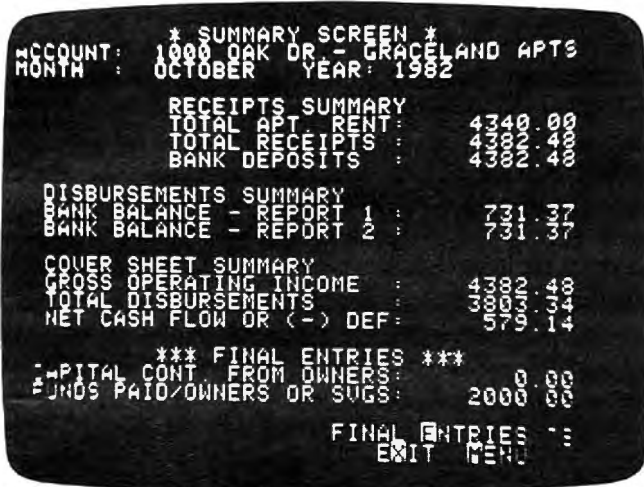 * SUMMARY SCREEN *
ACCOUNT: 1000 OAK DR.- GRACELAND APTS
MONTH : OCTOBER YEAR: 1982
RECEIPTS SUMMARY
TOTAL APT. RENT: 4340.00
TOTAL RECEIPTS : 4382.48
BANK DEPOSITS : 4382.48
DISBURSEMENTS SUMMARY
BANK BALANCE - REPORT 1 : 731.37
BANK BALANCE - REPORT 2 : 731.37
COVER SHEET SUMMARY
GROSS OPERATING INCOME : 4382.48
TOTAL DISBURSEMENTS : 3803.34
NET CASH FLOW OR (-) DEF: 579.14
*** FINAL ENTRIES ***
CAPITAL CONT. FROM OWNERS: 0.00
FUNDS PAID/OWNERS OR SVGS: 2000.00
FINAL ENTRIES
EXIT MENU